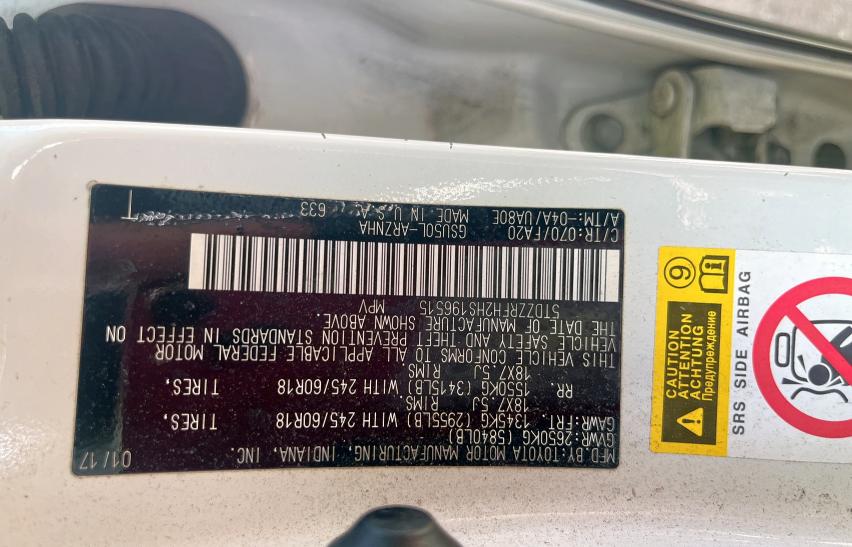 MFD.BY:TOYOTA MOTOR MANUFACTURING, INDIANA, INC. 01/17
GVWR:2650KG (5840LB)
GAWR:FRT. 1345KG (2955LB) WITH 245/60R18 TIRES,
18X7.5J RIMS
RR. 1550KG (3415LB) WITH 245/60R18 TIRES,
18X7.5J RIMS
THIS VEHICLE CONFORMS TO ALL APPLICABLE FEDERAL MOTOR
VEHICLE SAFETY AND THEFT PREVENTION STANDARDS IN EFFECT ON
THE DATE OF MANUFACTURE SHOWN ABOVE.
5TDZZRFH2HS196515 MPV
C/TR:070/FA20 GSU50L-ARZNHA
A/TM:-04A/UA80E MADE IN U.S.A. 633 T
CAUTION
ATTENTION
ACHTUNG
Предупреждение
9
i
SRS SIDE AIRBAG